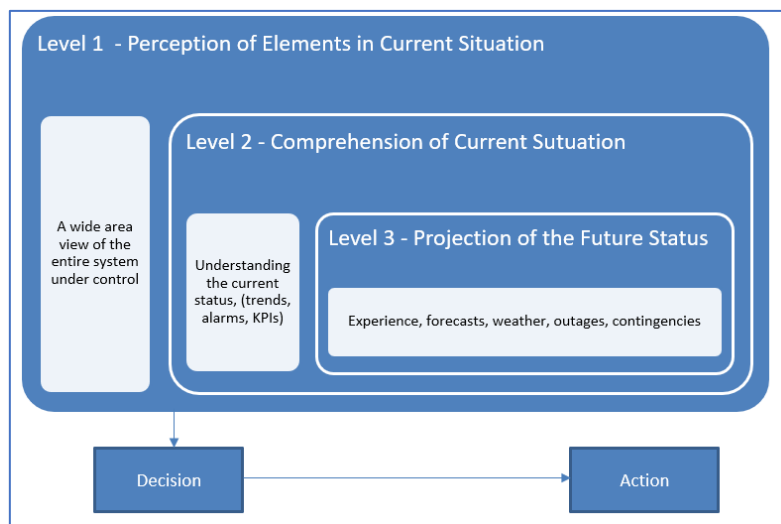 Level 1 - Perception of Elements in Current Situation
Level 2 - Comprehension of Current Sutuation
A wide area
view of the
entire system
under control
Level 3 - Projection of the Future Status
Understanding
the current
status, (trends,
alarms, KPIs)
Experience, forecasts, weather, outages, contingencies
Decision
Action